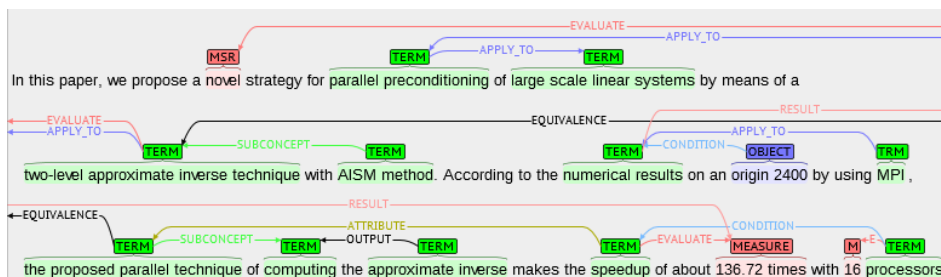 EVALUATE
APPLY_TO
MSR TERM APPLY_TO TERM
In this paper, we propose a novel strategy for parallel preconditioning of large scale linear systems by means of a
RESULT
EVALUATE EQUIVALENCE
APPLY_TO APPLY_TO
TERM SUBCONCEPT TERM TERM CONDITION OBJECT TRM
two-level approximate inverse technique with AISM method. According to the numerical results on an origin 2400 by using MPI ,
RESULT
EQUIVALENCE ATTRIBUTE CONDITION
TERM SUBCONCEPT TERM OUTPUT TERM TERM EVALUATE MEASURE M E TERM
the proposed parallel technique of computing the approximate inverse makes the speedup of about 136.72 times with 16 processors